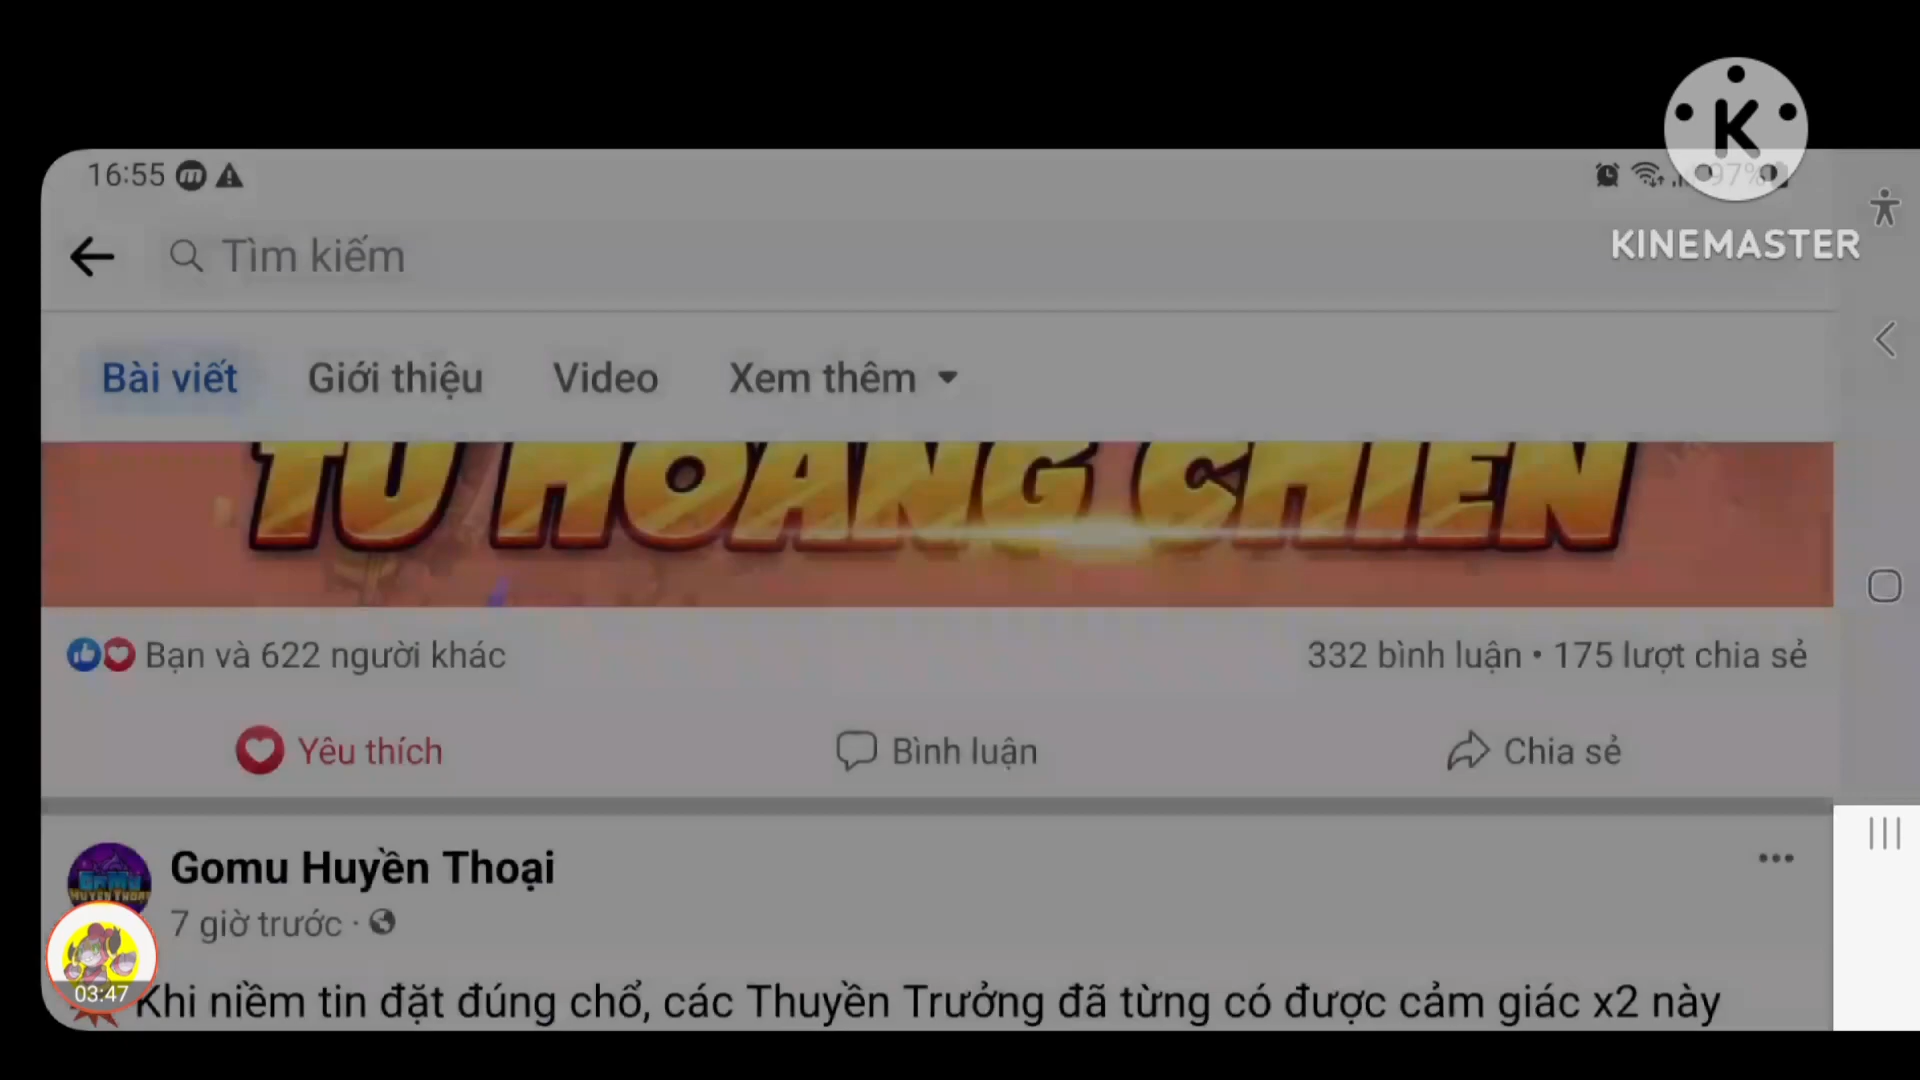 K
KINEMASTER
16:55
97%
Tìm kiếm
Bài viết
Giới thiệu
Video
Xem thêm
TỨ HOÀNG CHIẾN
Bạn và 622 người khác
332 bình luận • 175 lượt chia sẻ
Yêu thích
Bình luận
Chia sẻ
Gomu Huyền Thoại
7 giờ trước ·
03:47
Khi niềm tin đặt đúng chổ, các Thuyền Trưởng đã từng có được cảm giác x2 này